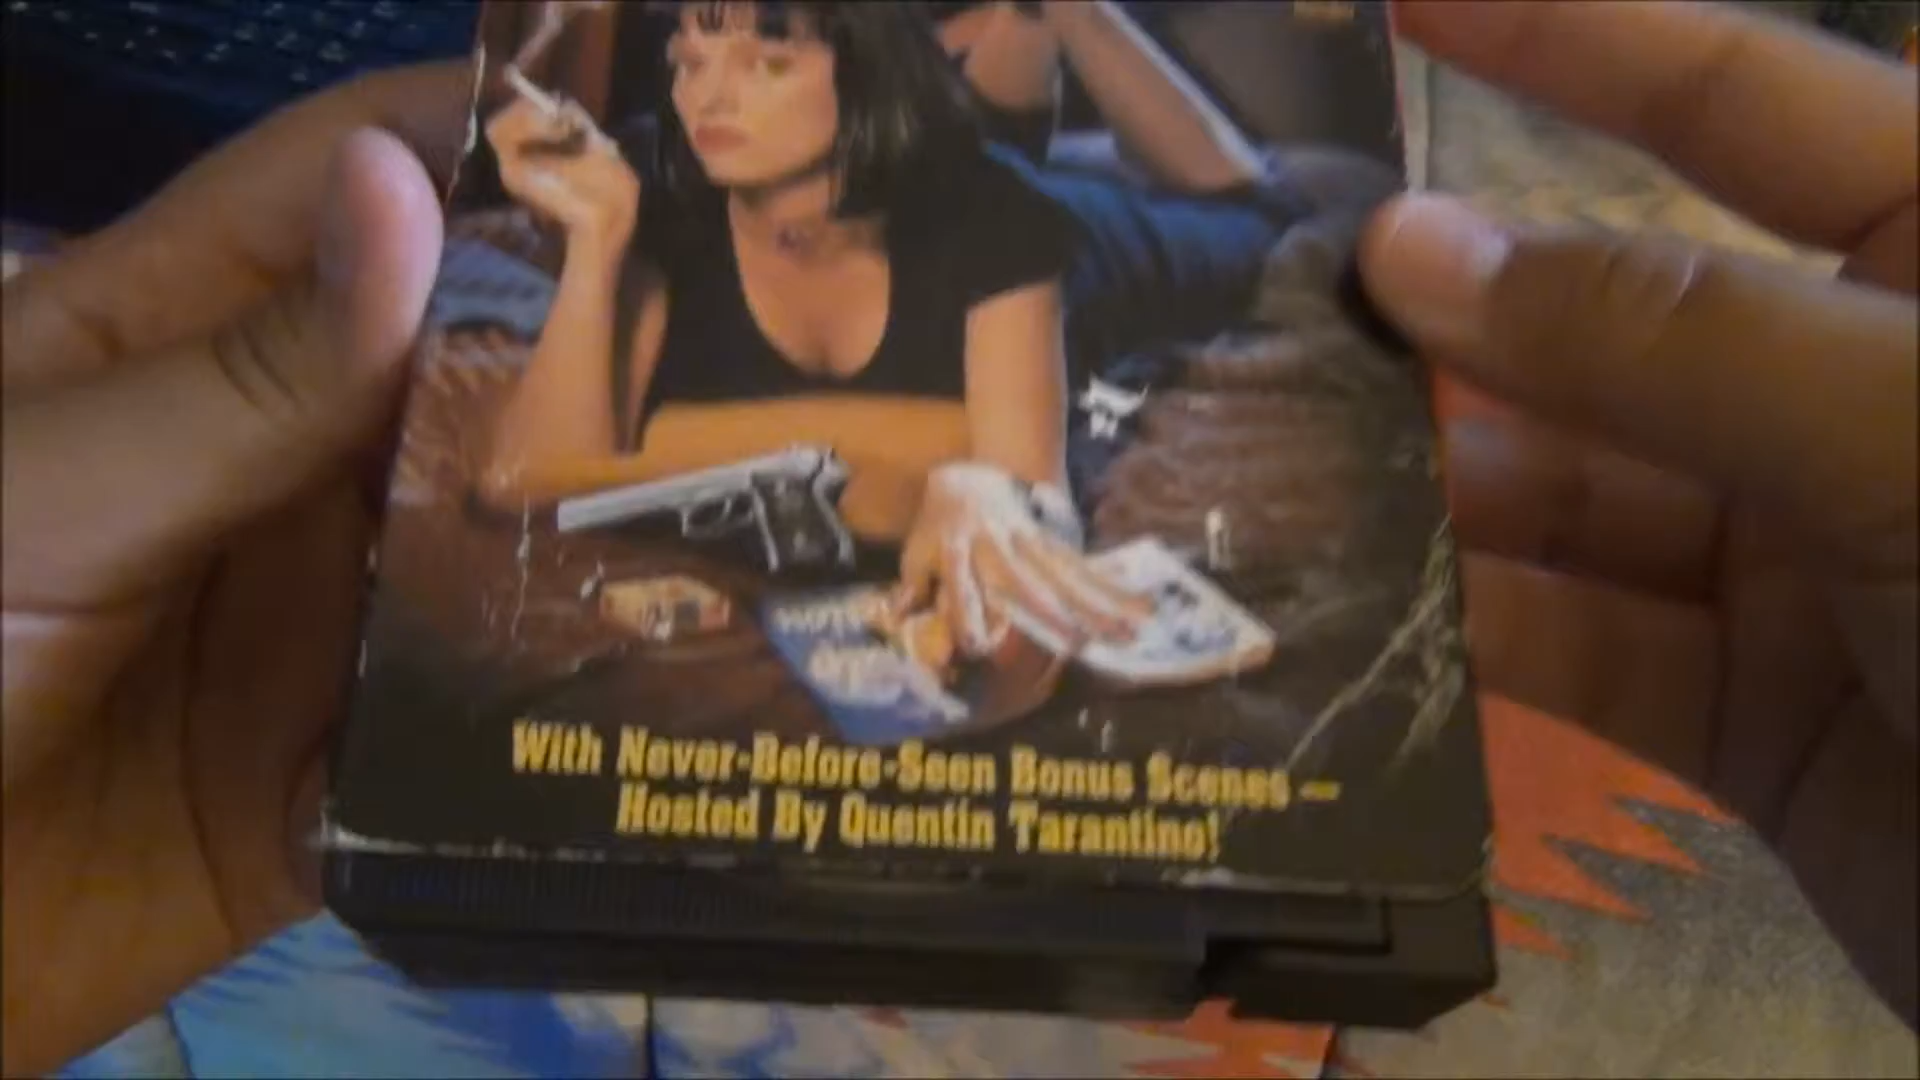 With Never-Before-Seen Bonus Scenes —
Hosted By Quentin Tarantino!